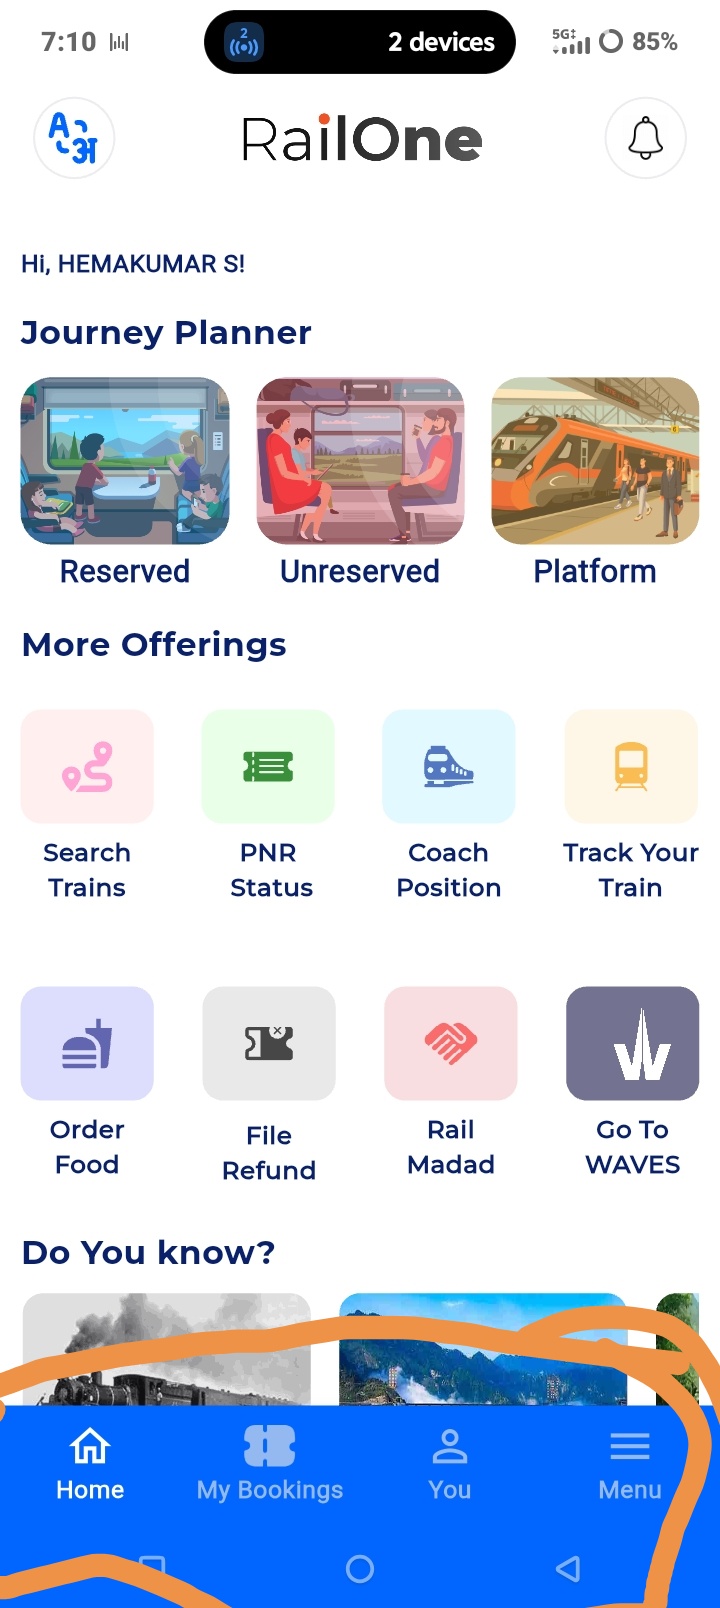 7:10
2
2 devices
5G
85%
A
अ
RailOne
Hi, HEMAKUMAR S!
Journey Planner
Reserved Unreserved Platform
More Offerings
Search Trains
PNR Status
Coach Position
Track Your Train
Order Food
File Refund
Rail Madad
Go To WAVES
Do You know?
Home My Bookings You Menu